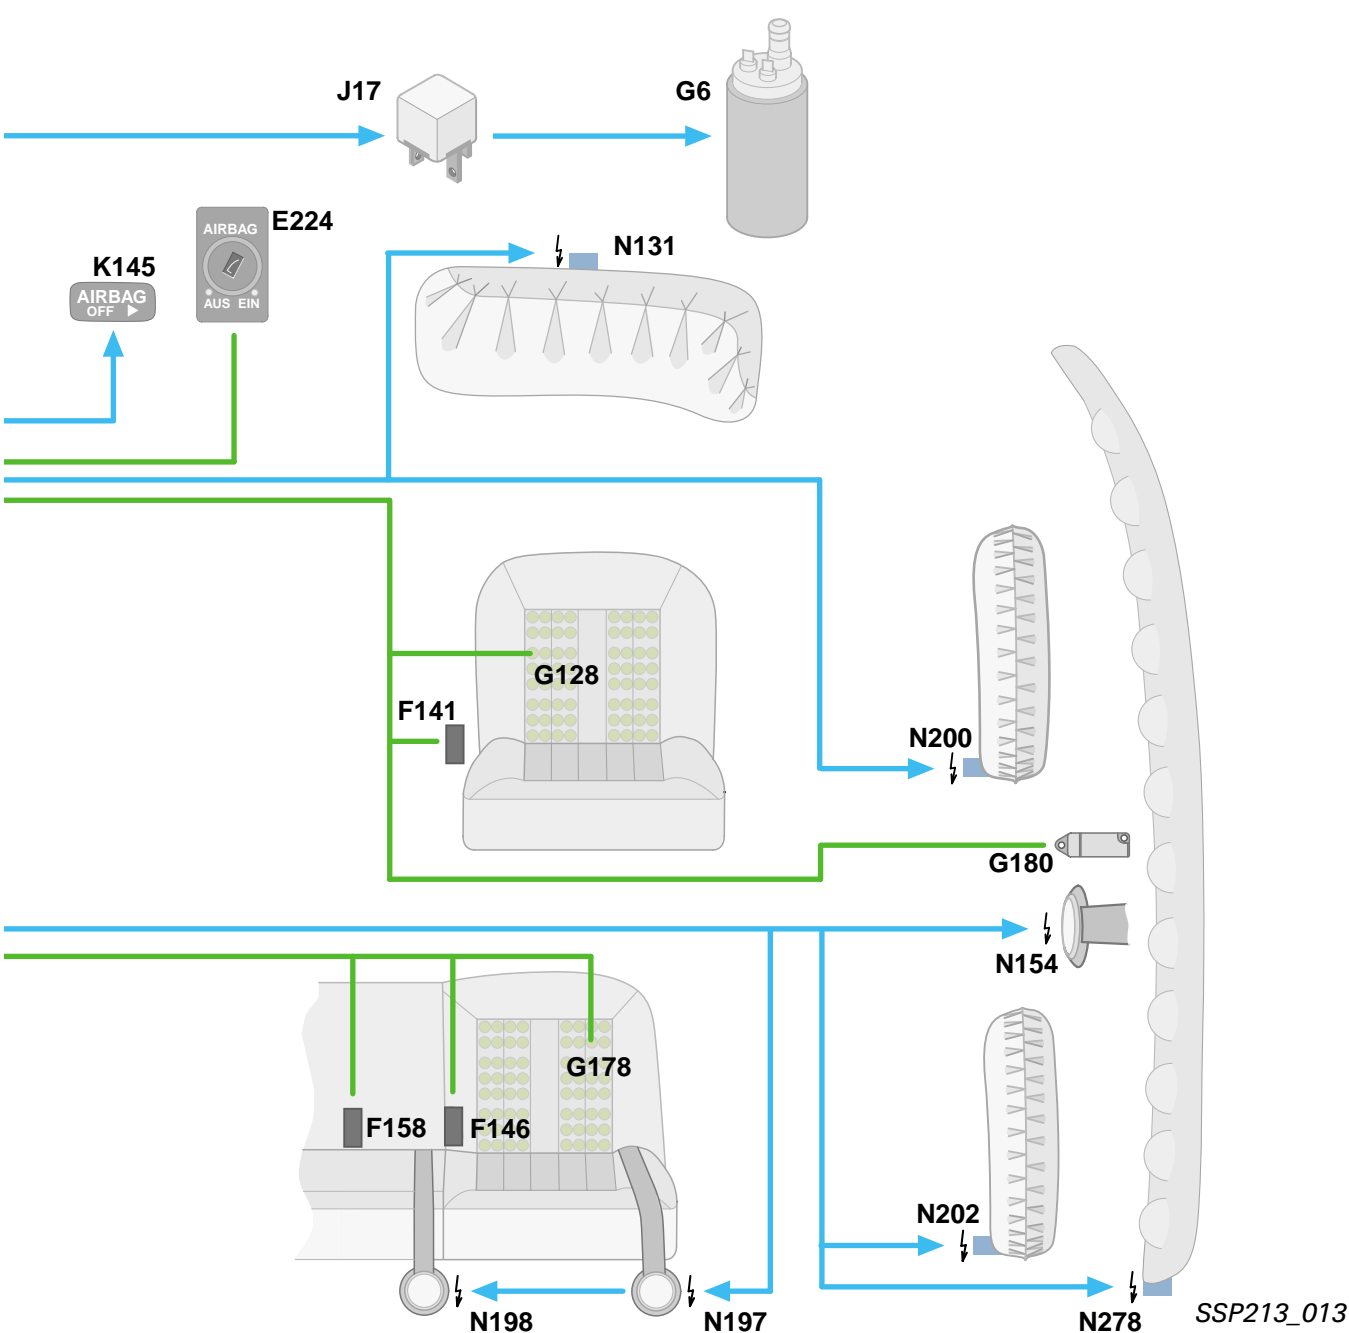 J17
G6
AIRBAG
AUS EIN
E224
N131
K145
AIRBAG
OFF
G128
F141
N200
G180
N154
G178
F158
F146
N202
N198
N197
N278
SSP213_013